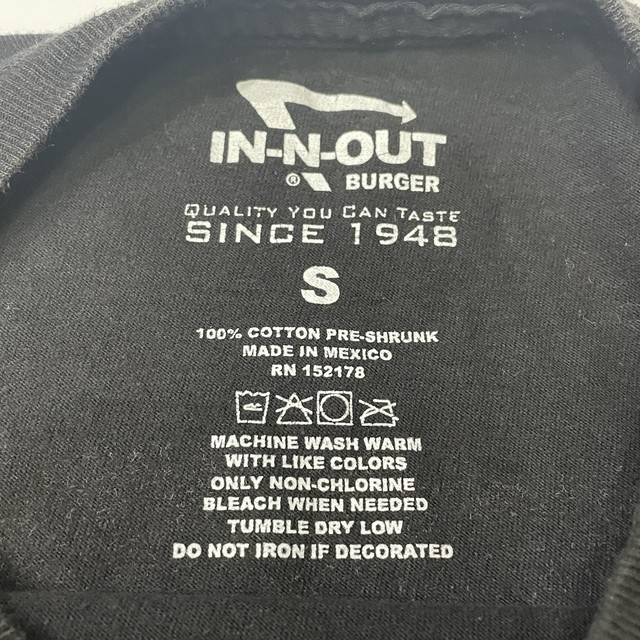 IN-N-OUT
® BURGER
QUALITY YOU CAN TASTE
SINCE 1948
S
100% COTTON PRE-SHRUNK
MADE IN MEXICO
RN 152178
MACHINE WASH WARM
WITH LIKE COLORS
ONLY NON-CHLORINE
BLEACH WHEN NEEDED
TUMBLE DRY LOW
DO NOT IRON IF DECORATED